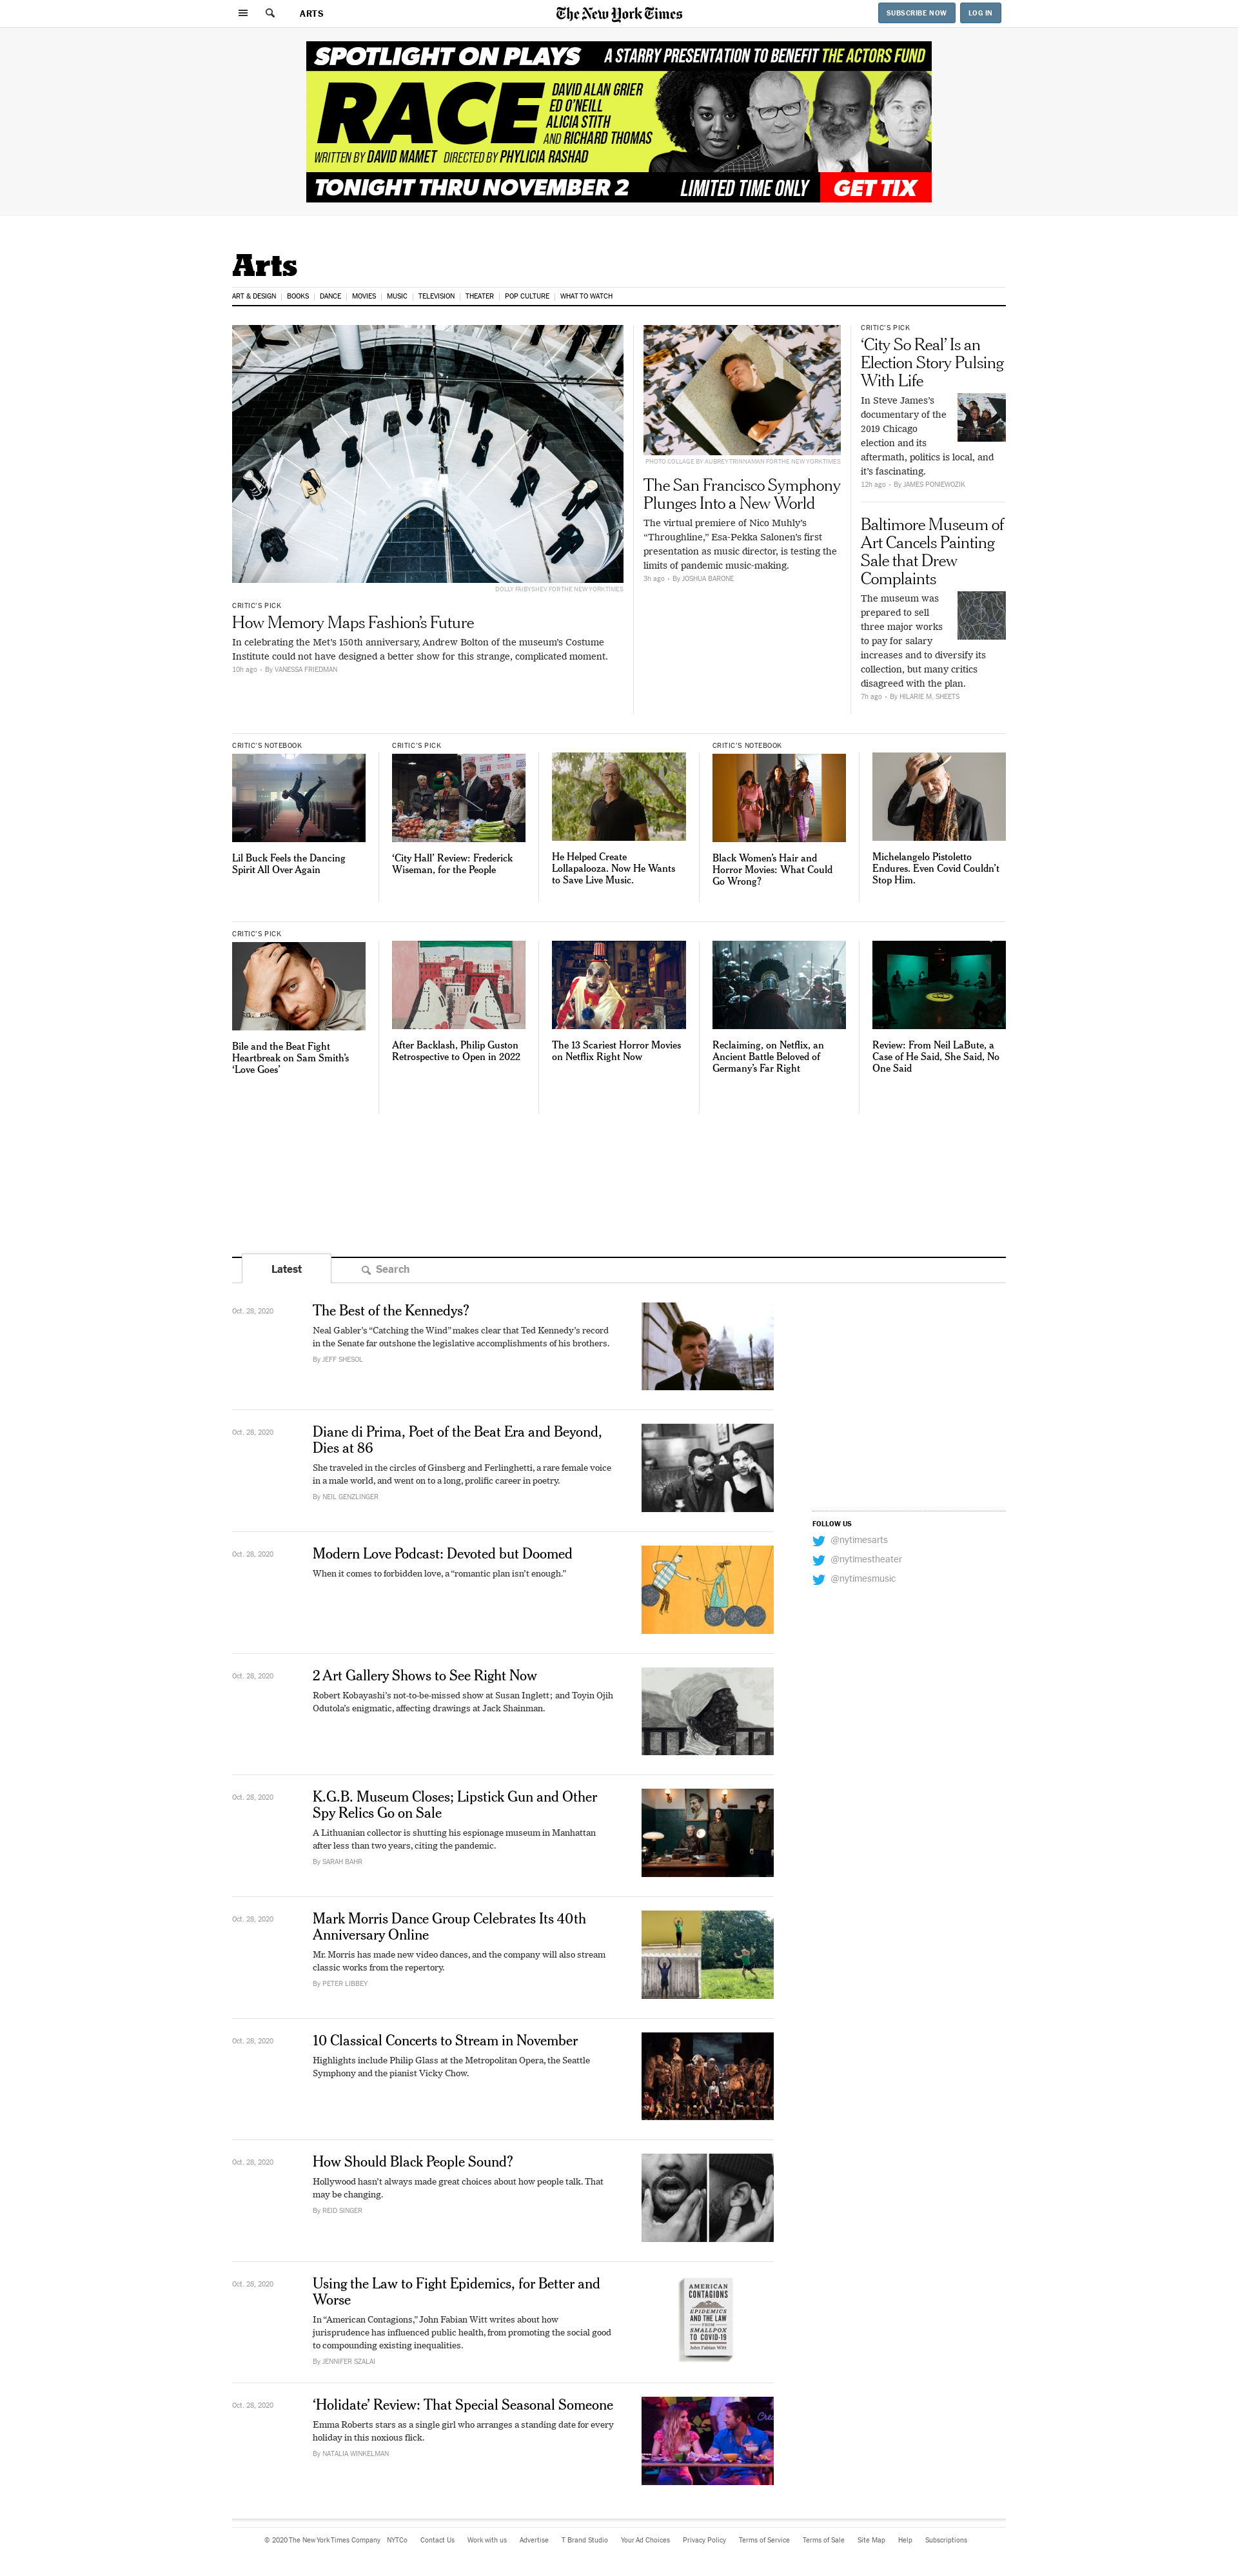 ARTS
The New York Times
SUBSCRIBE NOW
LOG IN
SPOTLIGHT ON PLAYS
A STARRY PRESENTATION TO BENEFIT THE ACTORS FUND
RACE
DAVID ALAN GRIER
ED O'NEILL
ALICIA STITH
AND RICHARD THOMAS
WRITTEN BY DAVID MAMET DIRECTED BY PHYLICIA RASHAD
TONIGHT THRU NOVEMBER 2
LIMITED TIME ONLY
GET TIX
Arts
ART & DESIGN | BOOKS | DANCE | MOVIES | MUSIC | TELEVISION | THEATER | POP CULTURE | WHAT TO WATCH
DOLLY FAIBYSHEV FOR THE NEW YORK TIMES
CRITIC'S PICK
How Memory Maps Fashion's Future
In celebrating the Met's 150th anniversary, Andrew Bolton of the museum's Costume
Institute could not have designed a better show for this strange, complicated moment.
10h ago • By VANESSA FRIEDMAN
PHOTO COLLAGE BY AUBREY TRINNAMAN FOR THE NEW YORK TIMES
The San Francisco Symphony
Plunges Into a New World
The virtual premiere of Nico Muhly's
“Throughline,” Esa-Pekka Salonen's first
presentation as music director, is testing the
limits of pandemic music-making.
3h ago • By JOSHUA BARONE
CRITIC'S PICK
‘City So Real’ Is an
Election Story Pulsing
With Life
In Steve James's
documentary of the
2019 Chicago
election and its
aftermath, politics is local, and
it's fascinating.
12h ago • By JAMES PONIEWOZIK
Baltimore Museum of
Art Cancels Painting
Sale that Drew
Complaints
The museum was
prepared to sell
three major works
to pay for salary
increases and to diversify its
collection, but many critics
disagreed with the plan.
7h ago • By HILARIE M. SHEETS
CRITIC'S NOTEBOOK
Lil Buck Feels the Dancing
Spirit All Over Again
CRITIC'S PICK
‘City Hall’ Review: Frederick
Wiseman, for the People
He Helped Create
Lollapalooza. Now He Wants
to Save Live Music.
CRITIC'S NOTEBOOK
Black Women's Hair and
Horror Movies: What Could
Go Wrong?
Michelangelo Pistoletto
Endures. Even Covid Couldn't
Stop Him.
CRITIC'S PICK
Bile and the Beat Fight
Heartbreak on Sam Smith's
‘Love Goes’
After Backlash, Philip Guston
Retrospective to Open in 2022
The 13 Scariest Horror Movies
on Netflix Right Now
Reclaiming, on Netflix, an
Ancient Battle Beloved of
Germany's Far Right
Review: From Neil LaBute, a
Case of He Said, She Said, No
One Said
Latest
Search
Oct. 28, 2020
The Best of the Kennedys?
Neal Gabler's “Catching the Wind” makes clear that Ted Kennedy's record
in the Senate far outshone the legislative accomplishments of his brothers.
By JEFF SHESOL
Oct. 28, 2020
Diane di Prima, Poet of the Beat Era and Beyond,
Dies at 86
She traveled in the circles of Ginsberg and Ferlinghetti, a rare female voice
in a male world, and went on to a long, prolific career in poetry.
By NEIL GENZLINGER
FOLLOW US
@nytimesarts
@nytimestheater
@nytimesmusic
Oct. 28, 2020
Modern Love Podcast: Devoted but Doomed
When it comes to forbidden love, a “romantic plan isn't enough.”
Oct. 28, 2020
2 Art Gallery Shows to See Right Now
Robert Kobayashi's not-to-be-missed show at Susan Inglett; and Toyin Ojih
Odutola's enigmatic, affecting drawings at Jack Shainman.
Oct. 28, 2020
K.G.B. Museum Closes; Lipstick Gun and Other
Spy Relics Go on Sale
A Lithuanian collector is shutting his espionage museum in Manhattan
after less than two years, citing the pandemic.
By SARAH BAHR
Oct. 28, 2020
Mark Morris Dance Group Celebrates Its 40th
Anniversary Online
Mr. Morris has made new video dances, and the company will also stream
classic works from the repertory.
By PETER LIBBEY
Oct. 28, 2020
10 Classical Concerts to Stream in November
Highlights include Philip Glass at the Metropolitan Opera, the Seattle
Symphony and the pianist Vicky Chow.
Oct. 28, 2020
How Should Black People Sound?
Hollywood hasn't always made great choices about how people talk. That
may be changing.
By REID SINGER
Oct. 28, 2020
Using the Law to Fight Epidemics, for Better and
Worse
In “American Contagions,” John Fabian Witt writes about how
jurisprudence has influenced public health, from promoting the social good
to compounding existing inequalities.
By JENNIFER SZALAI
AMERICAN
CONTAGIONS
EPIDEMICS
AND THE LAW
FROM
SMALLPOX
TO COVID-19
John Fabian Witt
Oct. 28, 2020
‘Holidate’ Review: That Special Seasonal Someone
Emma Roberts stars as a single girl who arranges a standing date for every
holiday in this noxious flick.
By NATALIA WINKELMAN
© 2020 The New York Times Company NYTCo Contact Us Work with us Advertise T Brand Studio Your Ad Choices Privacy Policy Terms of Service Terms of Sale Site Map Help Subscriptions